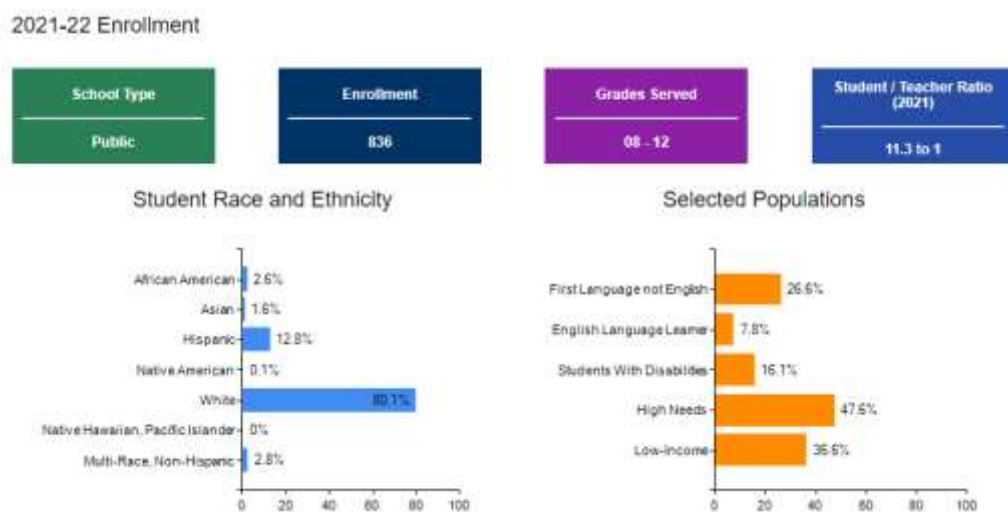 2021-22 Enrollment
School Type
Public
Enrollment
836
Grades Served
08 - 12
Student / Teacher Ratio
(2021)
11.3 to 1
Student Race and Ethnicity
African American 2.6%
Asian 1.6%
Hispanic 12.8%
Native American 0.1%
White 80.1%
Native Hawaiian, Pacific Islander 0%
Multi-Race, Non-Hispanic 2.8%
0 20 40 60 80 100
Selected Populations
First Language not English 26.6%
English Language Learner 7.8%
Students With Disabilities 16.1%
High Needs 47.6%
Low-Income 36.6%
0 20 40 60 80 100